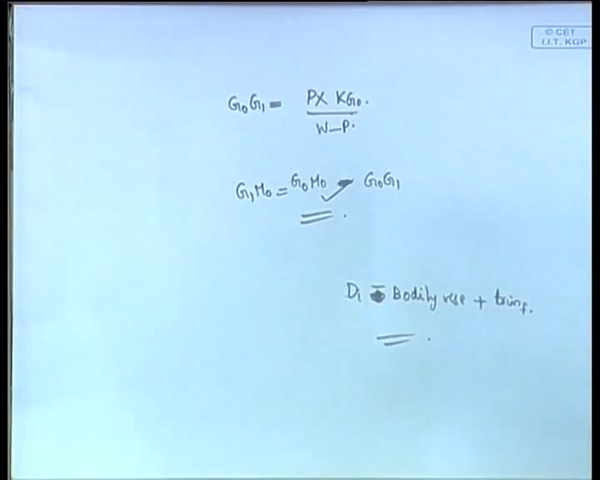 © CET
I.I.T. KGP
G₀G₁ = PX KG₀.
W-P.
G₁M₀ = G₀M₀ - G₀G₁
D₁ = Bodily rise + trim.